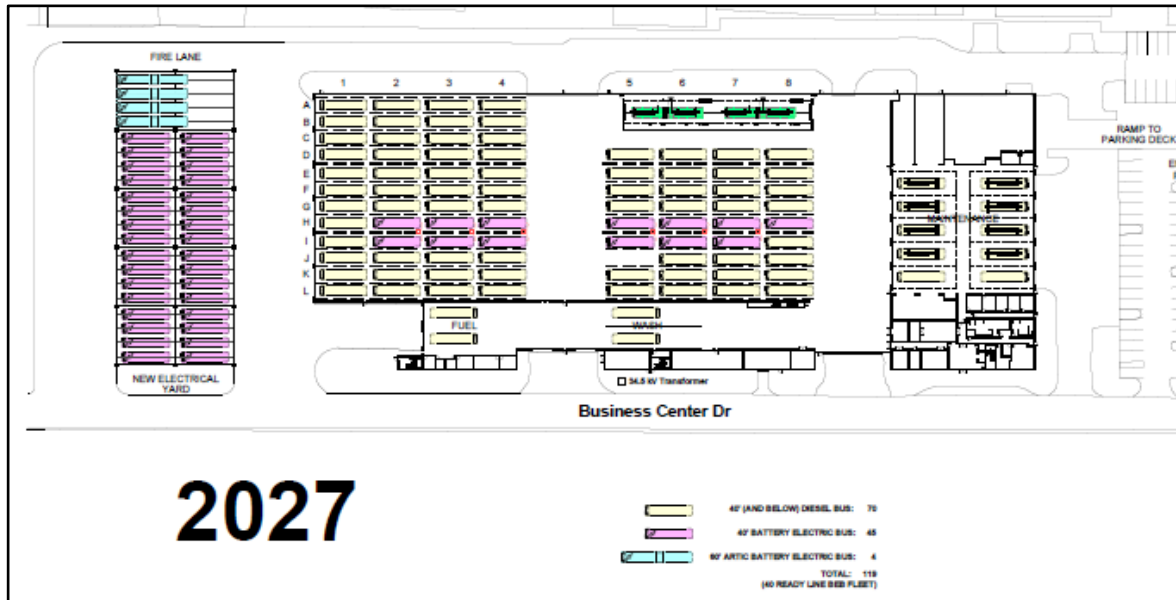 FIRE LANE
1 2 3 4 5 6 7 8
A
B
C
D
E
F
G
H
I
J
K
L
RAMP TO
PARKING DECK
MAINTENANCE
FUEL
WASH
NEW ELECTRICAL
YARD
34.5 kV Transformer
Business Center Dr
2027
40' (AND BELOW) DIESEL BUS: 70
40' BATTERY ELECTRIC BUS: 45
60' ARTIC BATTERY ELECTRIC BUS: 4
TOTAL: 119
(40 READY LINE BEB FLEET)